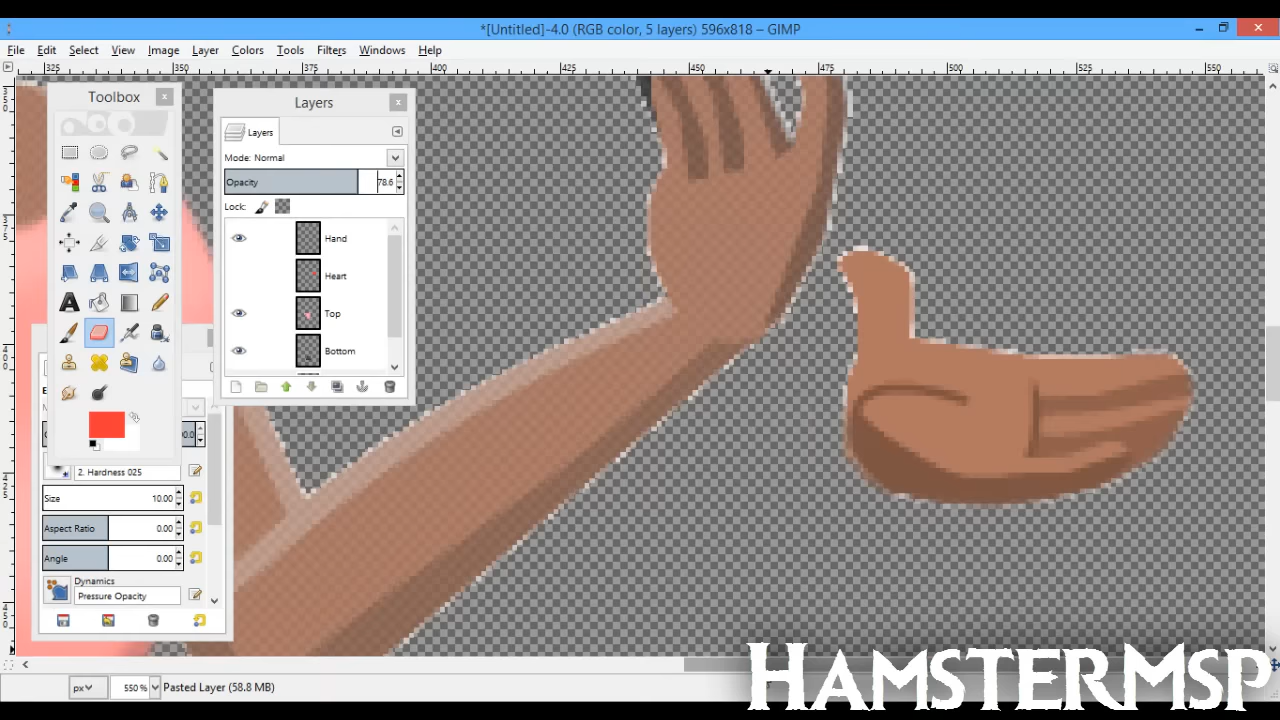 *[Untitled]-4.0 (RGB color, 5 layers) 596x818 – GIMP
File Edit Select View Image Layer Colors Tools Filters Windows Help
325 350 375 400 425 450 475 500 525 550
Toolbox
Layers
Layers
Mode: Normal
Opacity 78.6
Lock:
Hand
Heart
Top
Bottom
2. Hardness 025
Size 10.00
Aspect Ratio 0.00
Angle 0.00
Dynamics
Pressure Opacity
px 550 % Pasted Layer (58.8 MB)
HamsterMsp